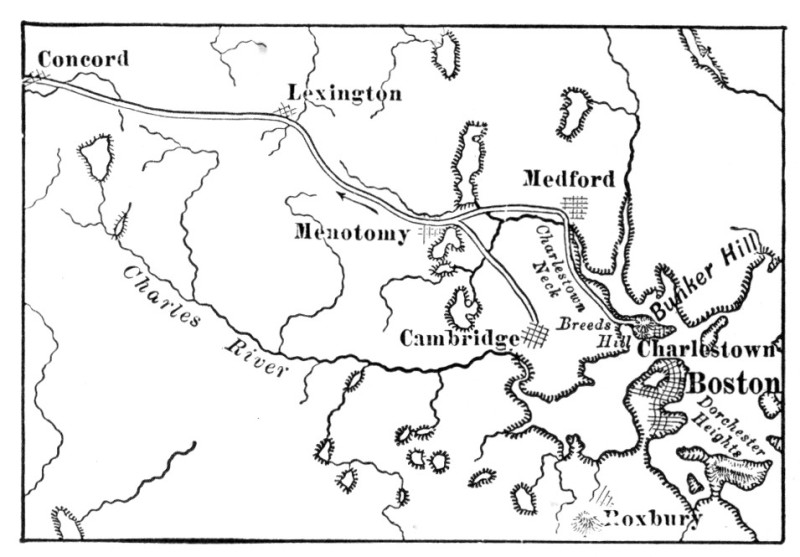 Concord
Lexington
Medford
Menotomy
Charlestown
Neck
Bunker Hill
Charles River
Breeds
Hill
Cambridge
Charlestown
Boston
Dorchester
Heights
Roxbury